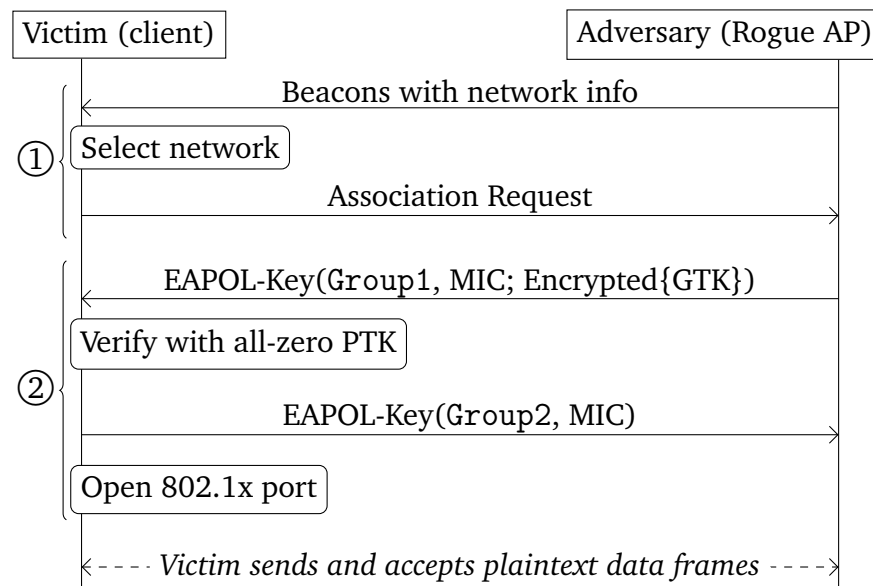 Victim (client)
Adversary (Rogue AP)
Beacons with network info
①
Select network
Association Request
EAPOL-Key(Group1, MIC; Encrypted{GTK})
Verify with all-zero PTK
②
EAPOL-Key(Group2, MIC)
Open 802.1x port
Victim sends and accepts plaintext data frames